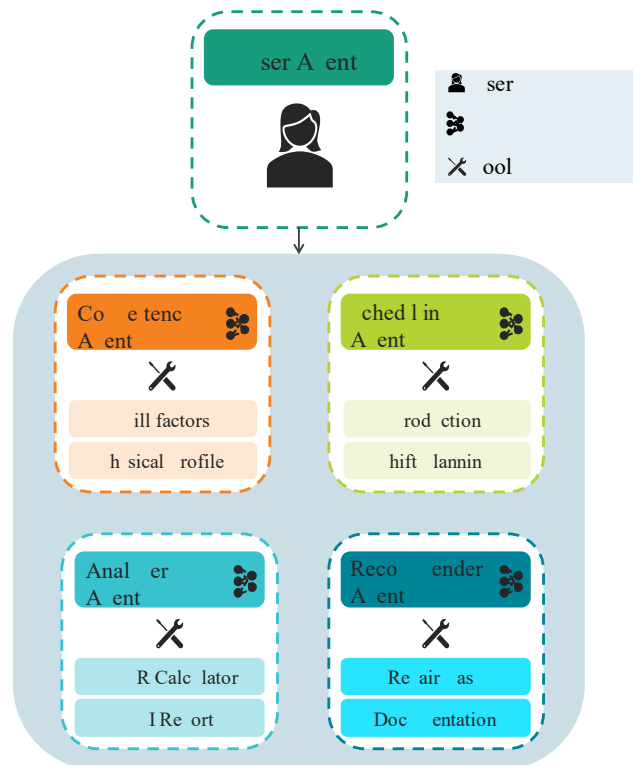 ser A ent
ser
ool
Co e tenc
A ent
ched l in
A ent
ill factors
h sical rofile
rod ction
hift lannin
Anal er
A ent
Reco ender
A ent
R Calc lator
I Re ort
Re air as
Doc entation